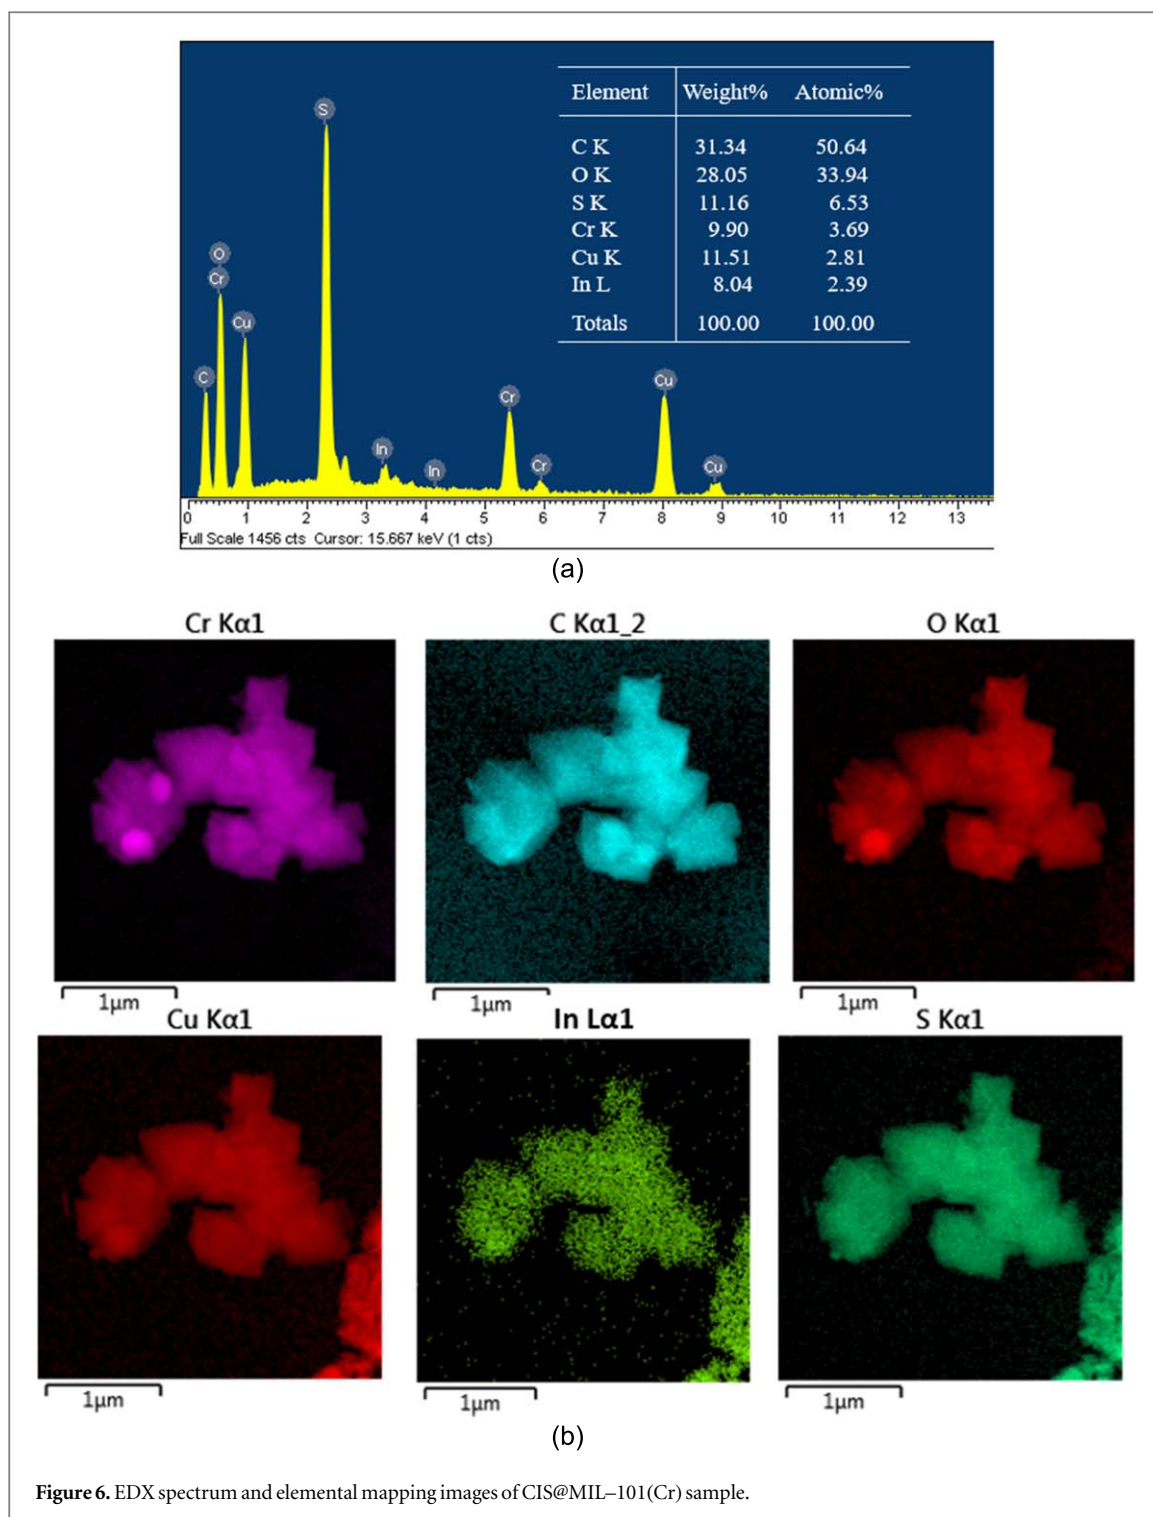 S
O
Cr
Cu
C
In
In
Cr
Cr
Cu
Cu
Element Weight% Atomic%
C K 31.34 50.64
O K 28.05 33.94
S K 11.16 6.53
Cr K 9.90 3.69
Cu K 11.51 2.81
In L 8.04 2.39
Totals 100.00 100.00
0 1 2 3 4 5 6 7 8 9 10 11 12 13
Full Scale 1456 cts Cursor: 15.667 keV (1 cts)
(a)
Cr Kα1 C Kα1_2 O Kα1
1μm 1μm 1μm
Cu Kα1 In Lα1 S Kα1
1μm 1μm 1μm
(b)
Figure 6. EDX spectrum and elemental mapping images of CIS@MIL–101(Cr) sample.